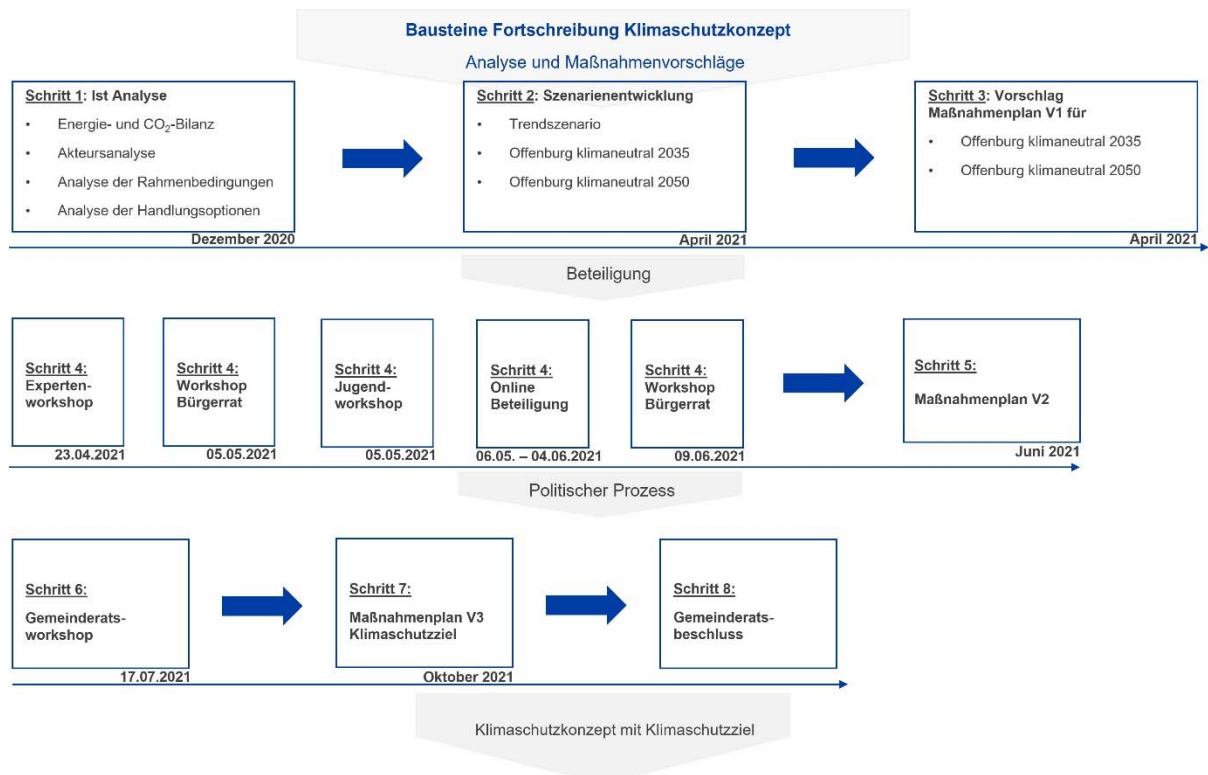 Bausteine Fortschreibung Klimaschutzkonzept
Analyse und Maßnahmenvorschläge
Schritt 1: Ist Analyse
• Energie- und CO₂-Bilanz
• Akteursanalyse
• Analyse der Rahmenbedingungen
• Analyse der Handlungsoptionen
Dezember 2020
Schritt 2: Szenarienentwicklung
• Trendszenario
• Offenburg klimaneutral 2035
• Offenburg klimaneutral 2050
April 2021
Schritt 3: Vorschlag
Maßnahmenplan V1 für
• Offenburg klimaneutral 2035
• Offenburg klimaneutral 2050
April 2021
Beteiligung
Schritt 4:
Experten-
workshop
23.04.2021
Schritt 4:
Workshop
Bürgerrat
05.05.2021
Schritt 4:
Jugend-
workshop
05.05.2021
Schritt 4:
Online
Beteiligung
06.05. – 04.06.2021
Schritt 4:
Workshop
Bürgerrat
09.06.2021
Schritt 5:
Maßnahmenplan V2
Juni 2021
Politischer Prozess
Schritt 6:
Gemeinderats-
workshop
17.07.2021
Schritt 7:
Maßnahmenplan V3
Klimaschutzziel
Oktober 2021
Schritt 8:
Gemeinderats-
beschluss
Klimaschutzkonzept mit Klimaschutzziel